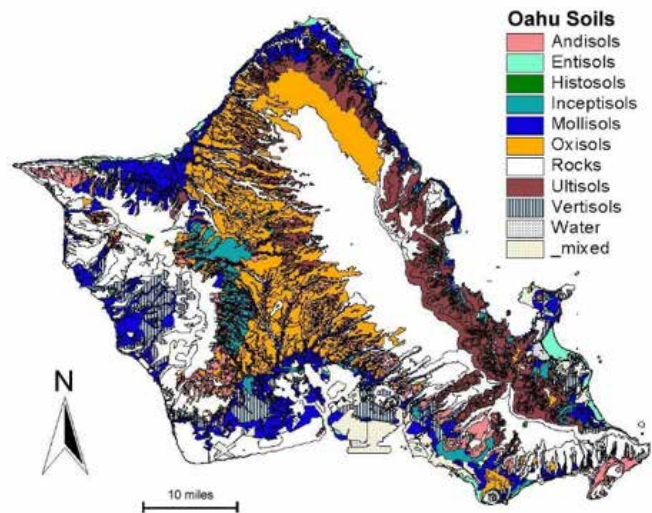 Oahu Soils
Andisols
Entisols
Histosols
Inceptisols
Mollisols
Oxisols
Rocks
Ultisols
Vertisols
Water
_mixed
N
10 miles